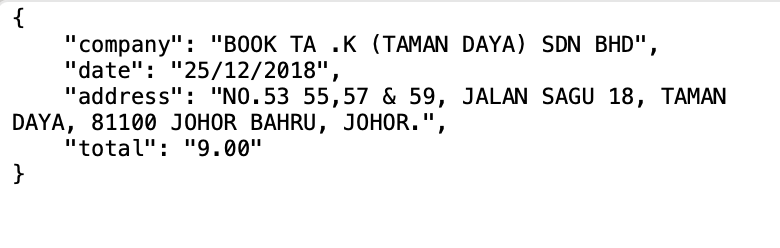 {
    "company": "BOOK TA .K (TAMAN DAYA) SDN BHD",
    "date": "25/12/2018",
    "address": "NO.53 55,57 & 59, JALAN SAGU 18, TAMAN
DAYA, 81100 JOHOR BAHRU, JOHOR.",
    "total": "9.00"
}